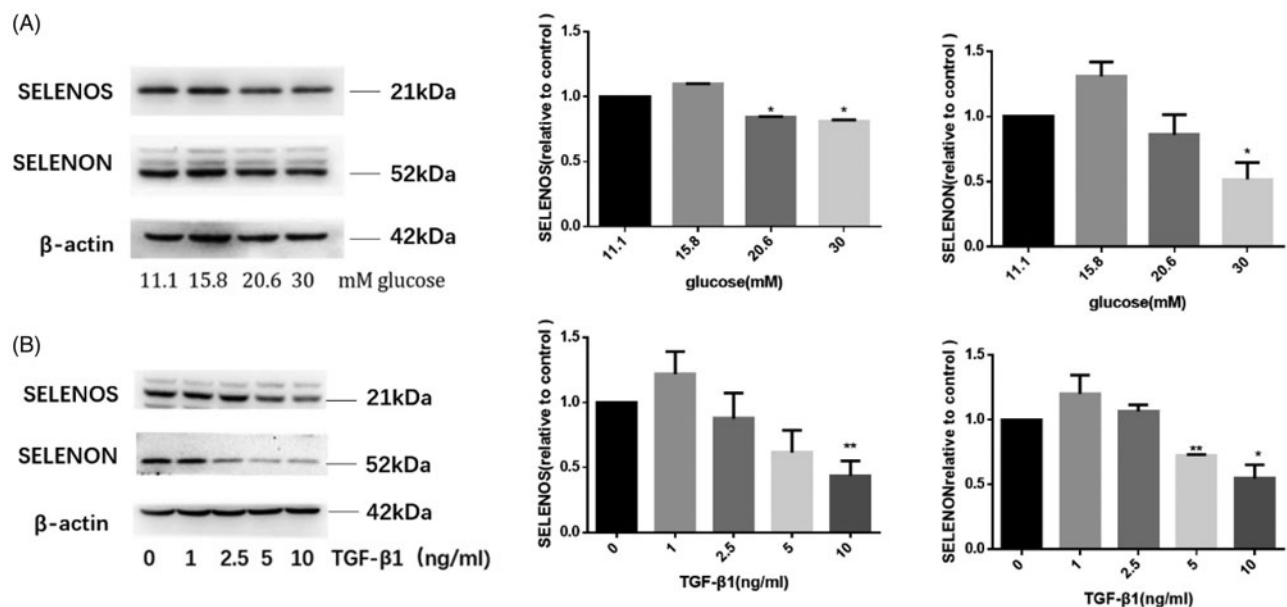 (A)
SELENOS
21kDa
SELENON
52kDa
β-actin
42kDa
11.1 15.8 20.6 30 mM glucose
SELENOS(relative to control )
1.5
1.0
0.5
0.0
* *
11.1 15.8 20.6 30
glucose(mM)
SELENON(relative to control )
1.5
1.0
0.5
0.0
*
11.1 15.8 20.6 30
glucose(mM)
(B)
SELENOS
21kDa
SELENON
52kDa
β-actin
42kDa
0 1 2.5 5 10 TGF-β1 (ng/ml)
SELENOS(relative to control )
1.5
1.0
0.5
0.0
**
0 1 2.5 5 10
TGF-β1(ng/ml)
SELENONrelative to control )
1.5
1.0
0.5
0.0
** *
0 1 2.5 5 10
TGF-β1(ng/ml)